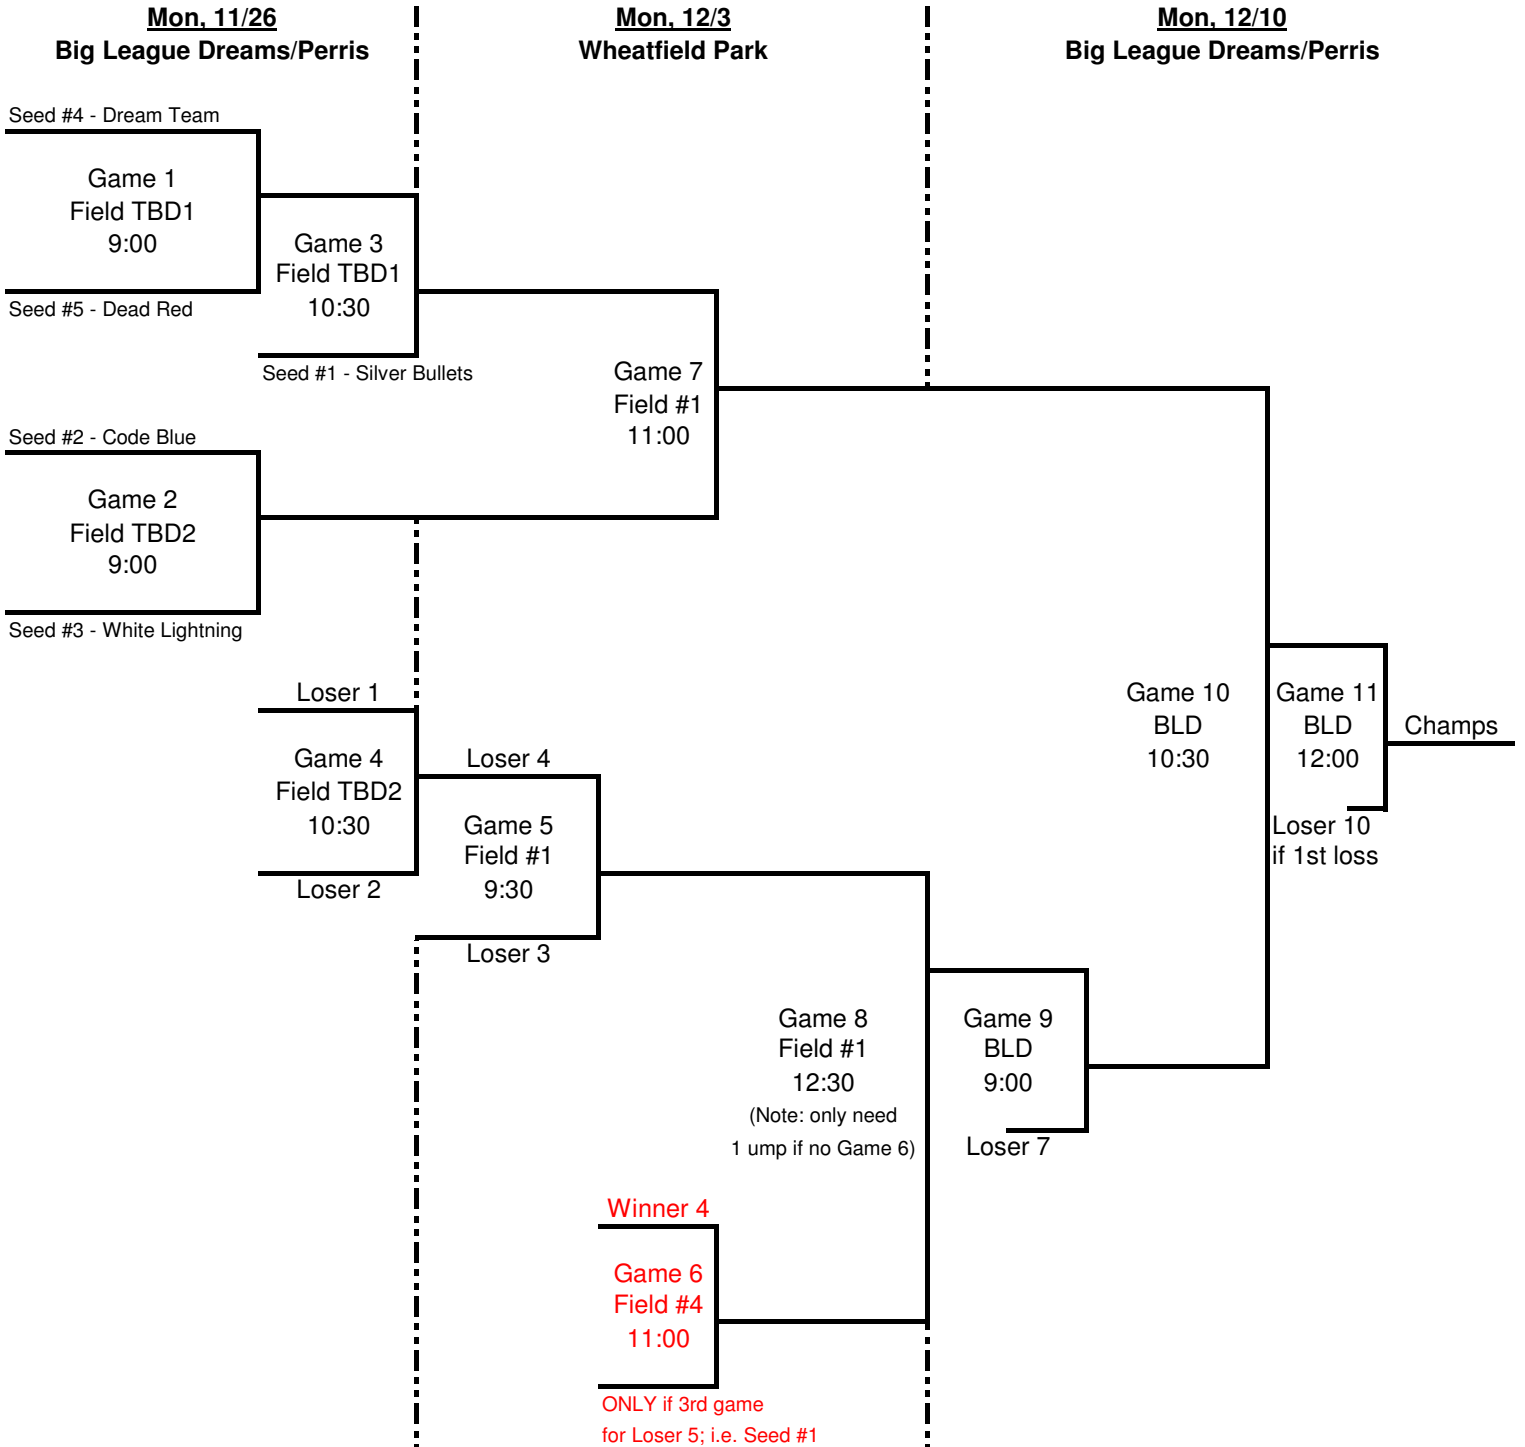 Mon, 11/26
Big League Dreams/Perris
Mon, 12/3
Wheatfield Park
Mon, 12/10
Big League Dreams/Perris
Seed #4 - Dream Team
Game 1
Field TBD1
9:00
Seed #5 - Dead Red
Game 3
Field TBD1
10:30
Seed #1 - Silver Bullets
Game 7
Field #1
11:00
Seed #2 - Code Blue
Game 2
Field TBD2
9:00
Seed #3 - White Lightning
Loser 1
Game 4
Field TBD2
10:30
Loser 2
Loser 4
Game 5
Field #1
9:30
Loser 3
Game 10
BLD
10:30
Game 11
BLD
12:00
Champs
Loser 10
if 1st loss
Game 8
Field #1
12:30
(Note: only need
1 ump if no Game 6)
Game 9
BLD
9:00
Loser 7
Winner 4
Game 6
Field #4
11:00
ONLY if 3rd game
for Loser 5; i.e. Seed #1